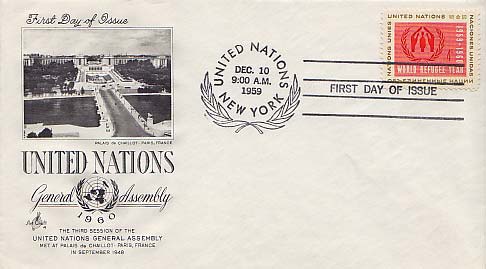 First Day of Issue
PALAIS de CHAILLOT - PARIS, FRANCE
UNITED NATIONS
General Assembly
1960
THE THIRD SESSION OF THE
UNITED NATIONS GENERAL ASSEMBLY
MET AT PALAIS de CHAILLOT - PARIS, FRANCE
IN SEPTEMBER 1948
UNITED NATIONS
DEC. 10
9:00 A.M.
1959
NEW YORK
FIRST DAY OF ISSUE
UNITED NATIONS
NATIONS UNIES
NACIONES UNIDAS
1959-1960
WORLD REFUGEE YEAR